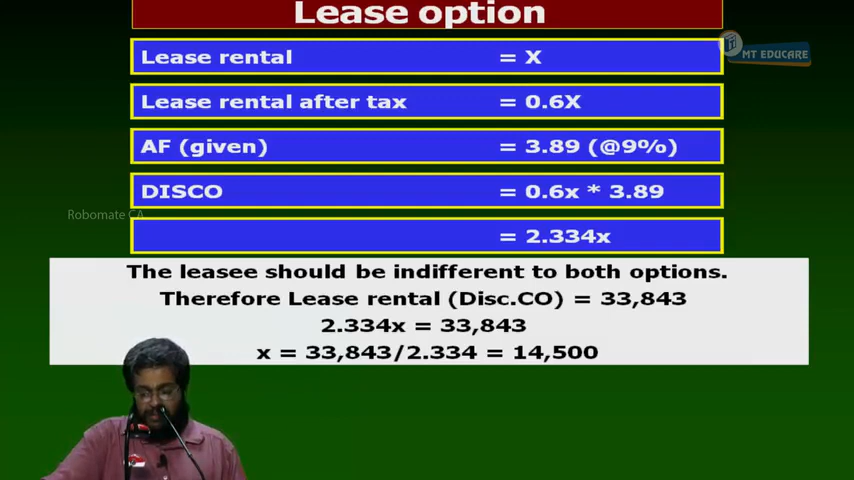 Lease option
MT EDUCARE
Lease rental = X
Lease rental after tax = 0.6X
AF (given) = 3.89 (@9%)
DISCO = 0.6x * 3.89
Robomate CA
= 2.334x
The leasee should be indifferent to both options.
Therefore Lease rental (Disc.CO) = 33,843
2.334x = 33,843
x = 33,843/2.334 = 14,500